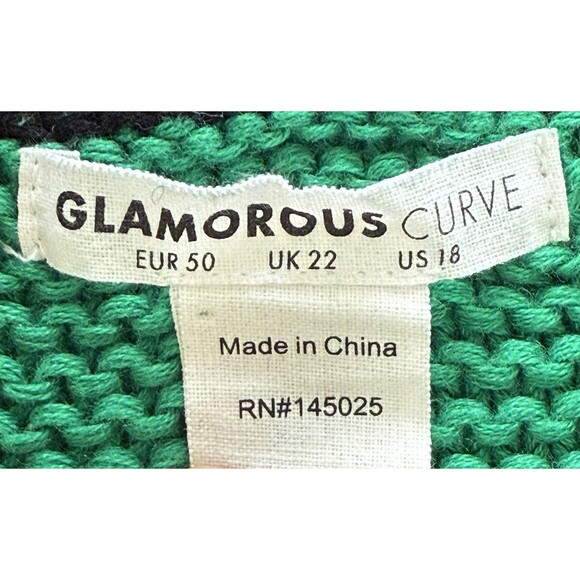 GLAMOROUS CURVE
EUR 50 UK 22 US 18
Made in China
RN#145025